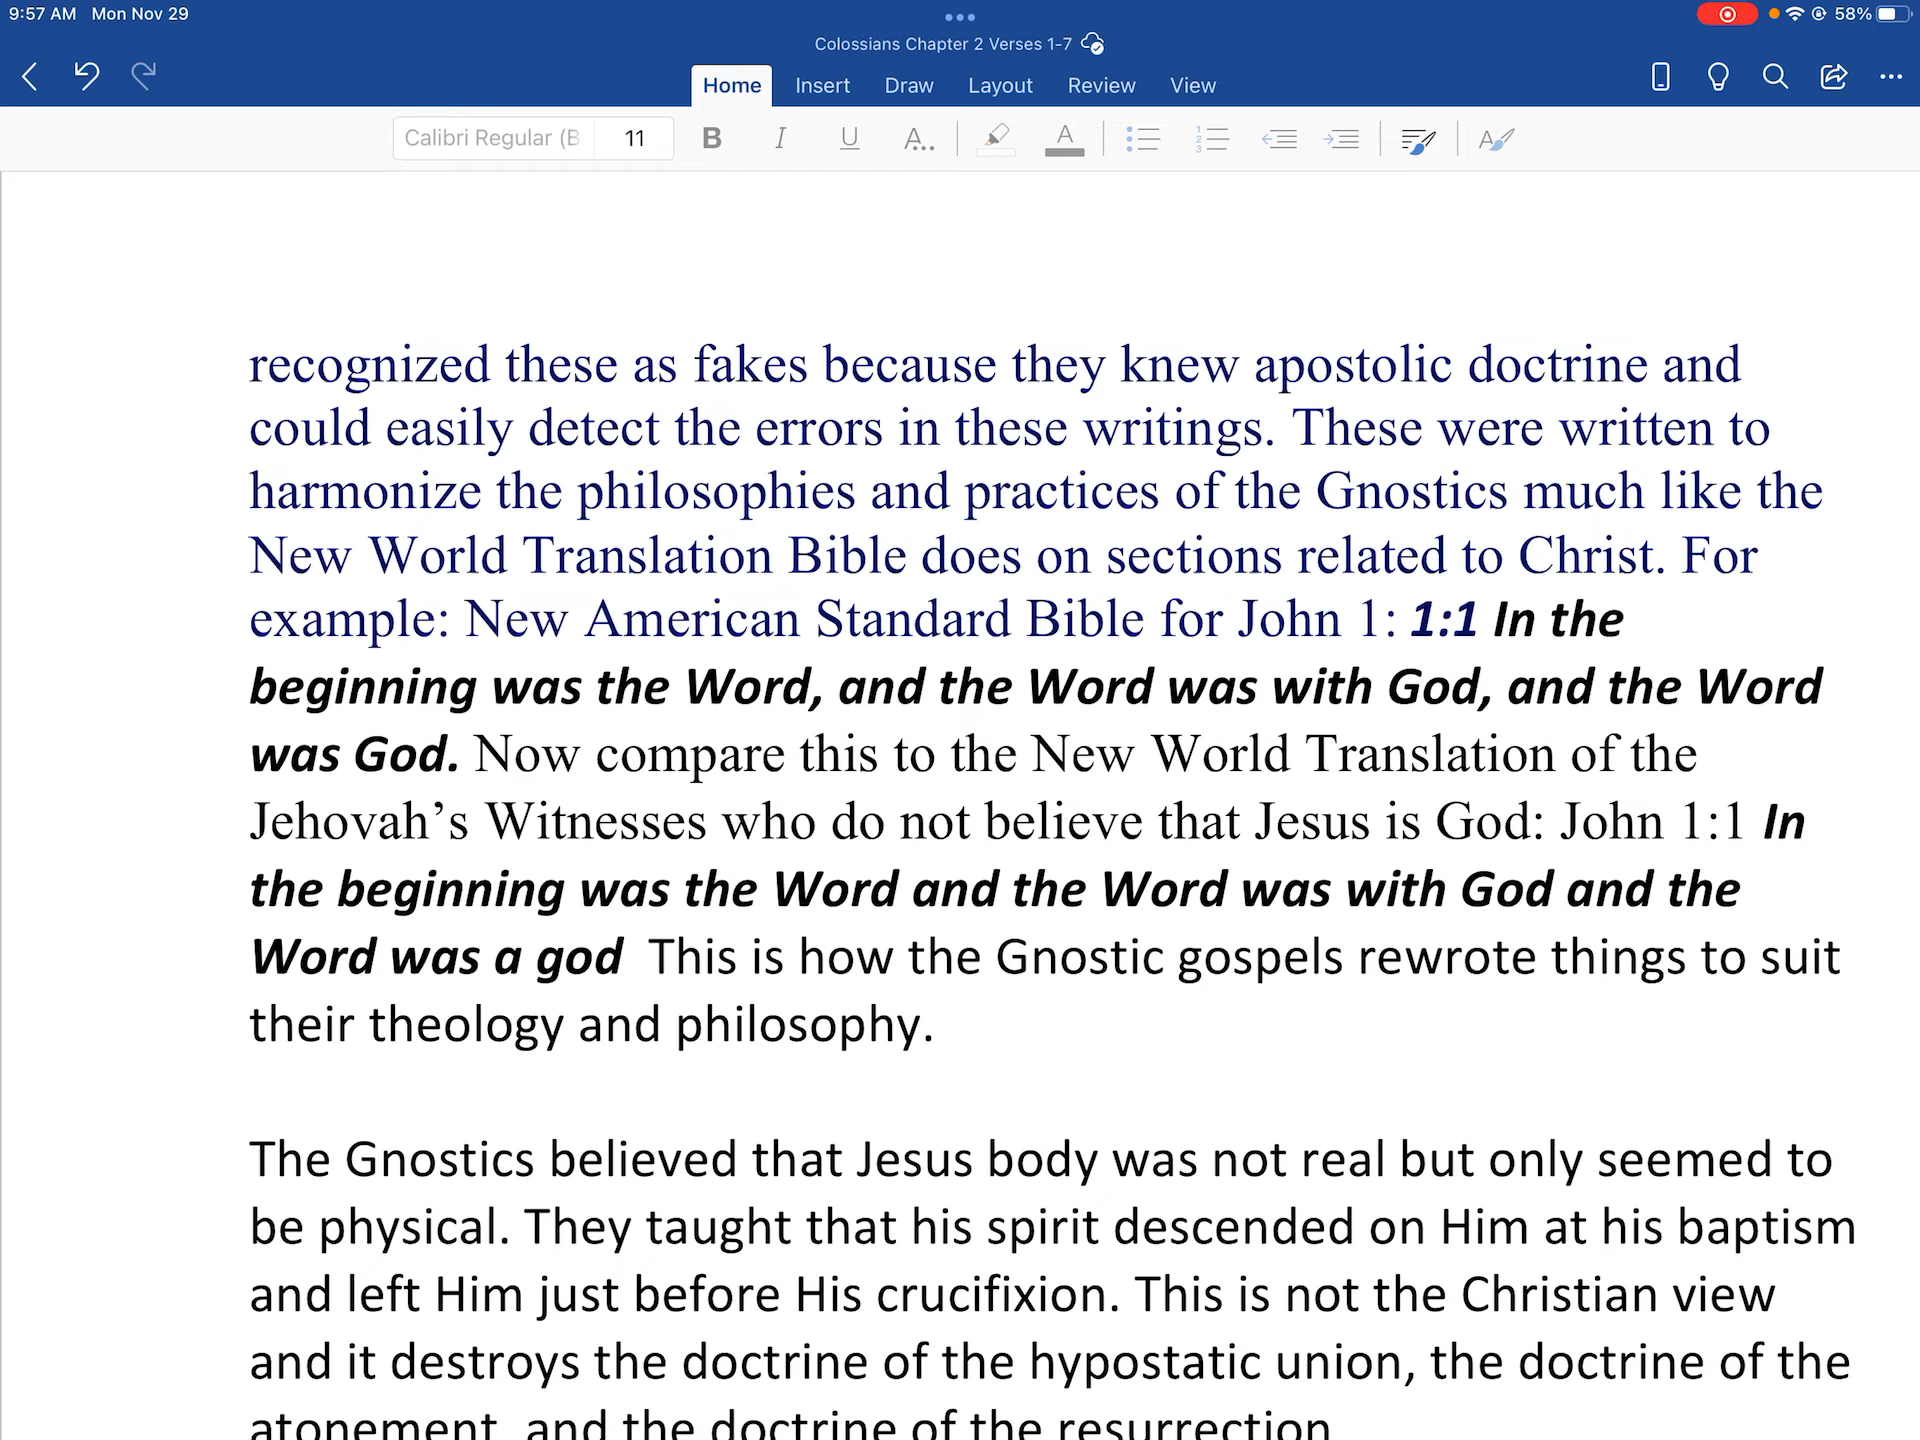 9:57 AM Mon Nov 29
58%
Colossians Chapter 2 Verses 1-7
Home Insert Draw Layout Review View
Calibri Regular (B 11 B I U A..
recognized these as fakes because they knew apostolic doctrine and
could easily detect the errors in these writings. These were written to
harmonize the philosophies and practices of the Gnostics much like the
New World Translation Bible does on sections related to Christ. For
example: New American Standard Bible for John 1: 1:1 In the
beginning was the Word, and the Word was with God, and the Word
was God. Now compare this to the New World Translation of the
Jehovah’s Witnesses who do not believe that Jesus is God: John 1:1 In
the beginning was the Word and the Word was with God and the
Word was a god This is how the Gnostic gospels rewrote things to suit
their theology and philosophy.
The Gnostics believed that Jesus body was not real but only seemed to
be physical. They taught that his spirit descended on Him at his baptism
and left Him just before His crucifixion. This is not the Christian view
and it destroys the doctrine of the hypostatic union, the doctrine of the
atonement, and the doctrine of the resurrection